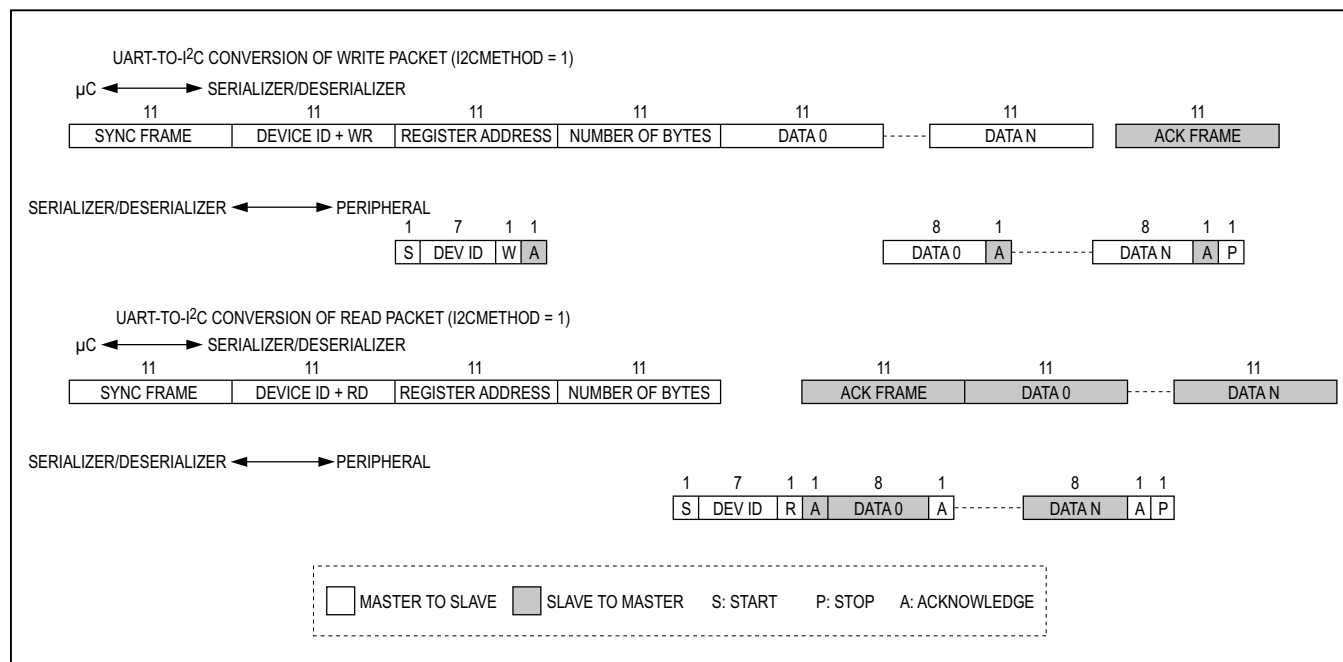 UART-TO-I²C CONVERSION OF WRITE PACKET (I2CMETHOD = 1)
µC SERIALIZER/DESERIALIZER
11 11 11 11 11 11 11
SYNC FRAME DEVICE ID + WR REGISTER ADDRESS NUMBER OF BYTES DATA 0 DATA N ACK FRAME
SERIALIZER/DESERIALIZER PERIPHERAL
1 7 1 1 8 1 8 1 1
S DEV ID W A DATA 0 A DATA N A P
UART-TO-I²C CONVERSION OF READ PACKET (I2CMETHOD = 1)
µC SERIALIZER/DESERIALIZER
11 11 11 11 11 11 11
SYNC FRAME DEVICE ID + RD REGISTER ADDRESS NUMBER OF BYTES ACK FRAME DATA 0 DATA N
SERIALIZER/DESERIALIZER PERIPHERAL
1 7 1 1 8 1 8 1 1
S DEV ID R A DATA 0 A DATA N A P
MASTER TO SLAVE SLAVE TO MASTER S: START P: STOP A: ACKNOWLEDGE